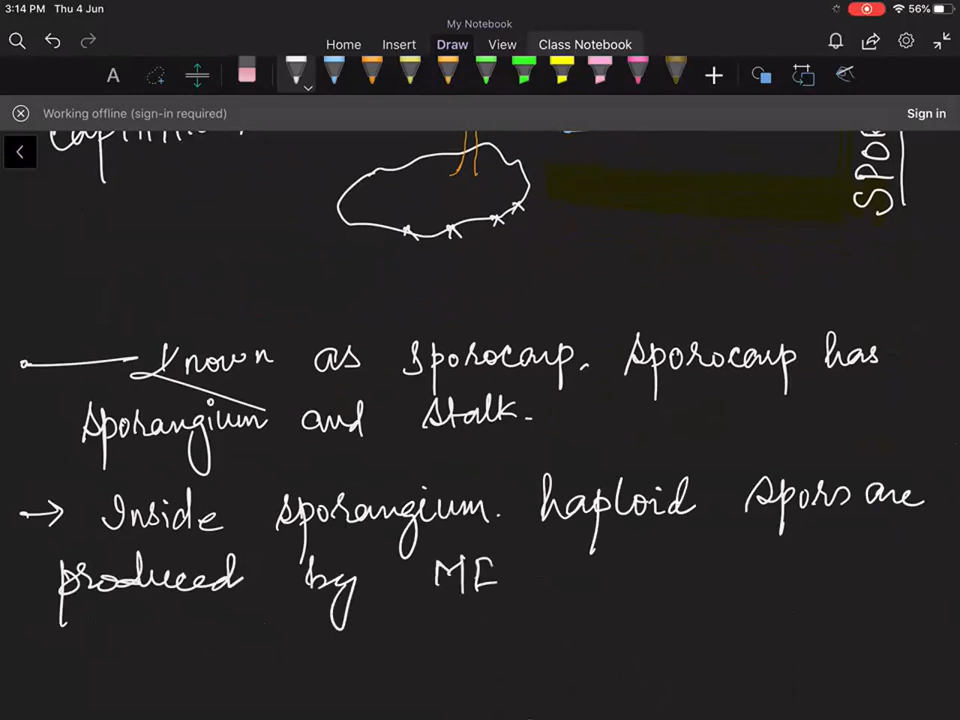 3:14 PM Thu 4 Jun
56%
My Notebook
Home Insert Draw View Class Notebook
A
Working offline (sign-in required) Sign in
SPOR
Known as Sporocarp. Sporocarp has
Sporangium and Stalk.
→ Inside sporangium. haploid spors are
produced by ME